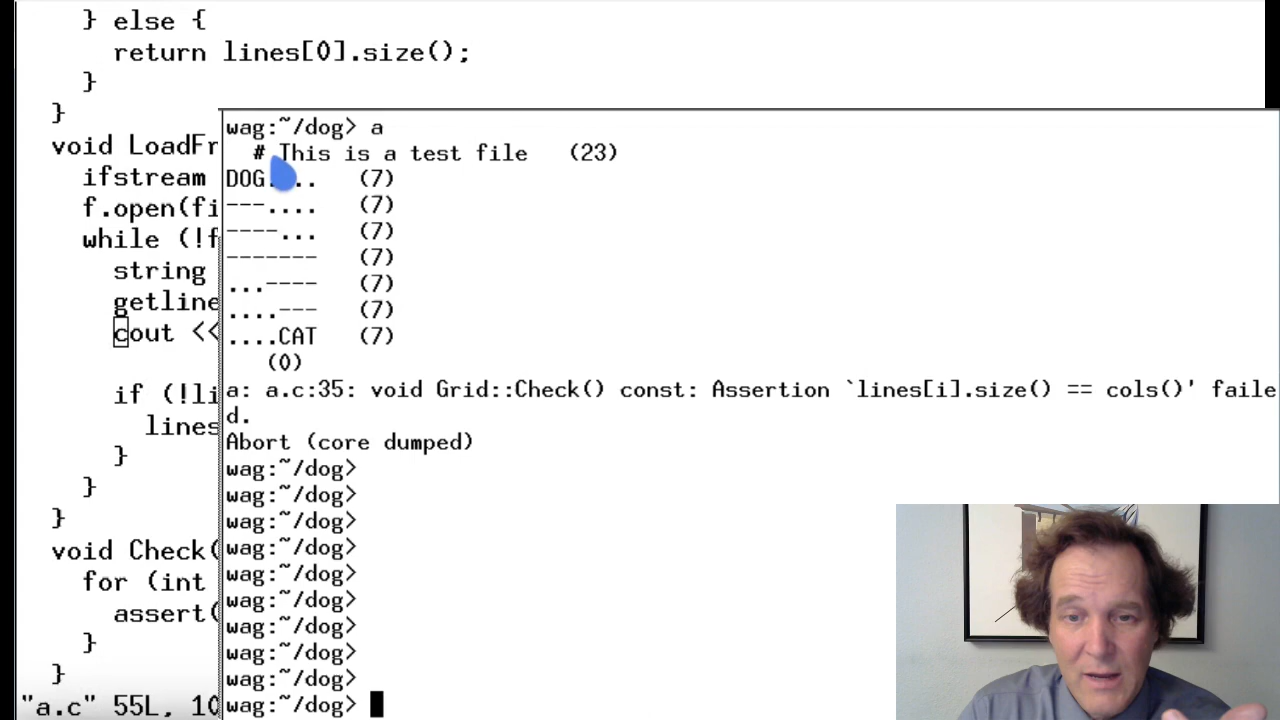 } else {
return lines[0].size();
}
}
void LoadFr
ifstream
f.open(fi
while (!f
string
getline
cout <<
if (!li
lines
}
}
}
void Check(
for (int
assert(
}
}
"a.c" 55L, 10
wag:~/dog> a
# This is a test file (23)
DOG.... (7)
---.... (7)
----... (7)
------- (7)
...---- (7)
....--- (7)
....CAT (7)
(0)
a: a.c:35: void Grid::Check() const: Assertion `lines[i].size() == cols()' faile
d.
Abort (core dumped)
wag:~/dog>
wag:~/dog>
wag:~/dog>
wag:~/dog>
wag:~/dog>
wag:~/dog>
wag:~/dog>
wag:~/dog>
wag:~/dog>
wag:~/dog>